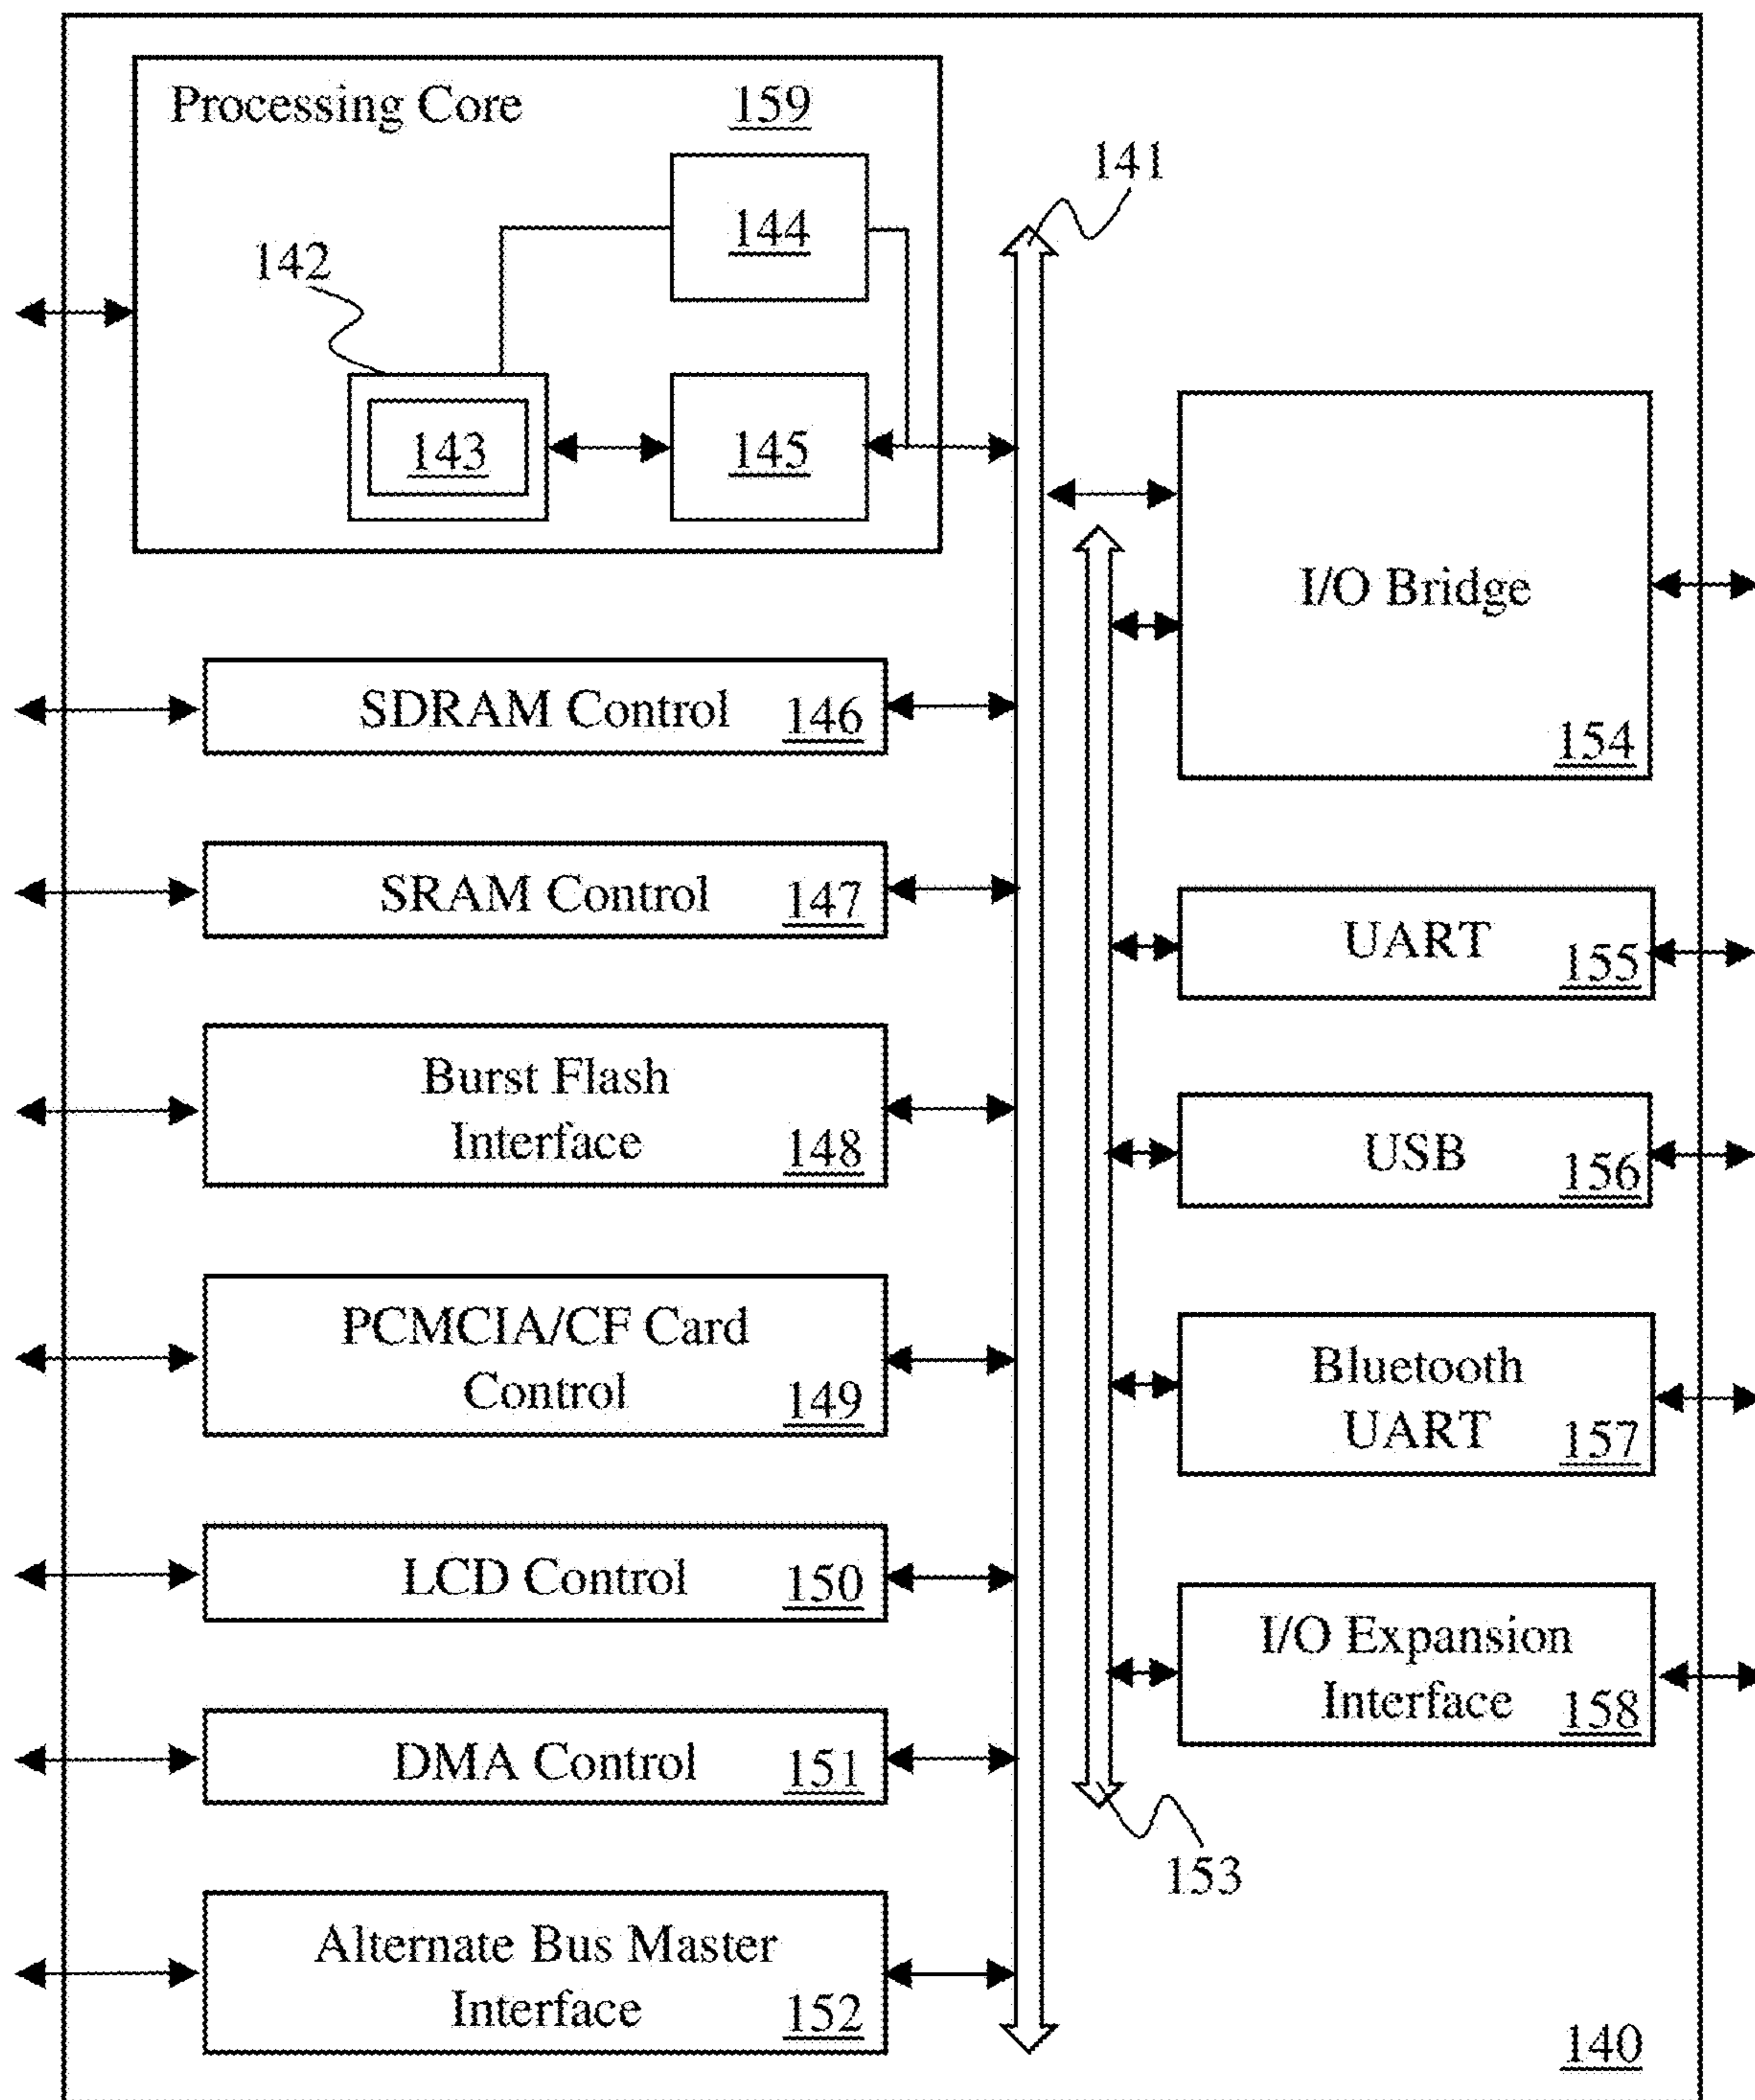 Processing Core 159
141
144
142
143
145
I/O Bridge
154
SDRAM Control 146
SRAM Control 147
Burst Flash
Interface 148
PCMCIA/CF Card
Control 149
LCD Control 150
DMA Control 151
Alternate Bus Master
Interface 152
UART 155
USB 156
Bluetooth
UART 157
I/O Expansion
Interface 158
153
140